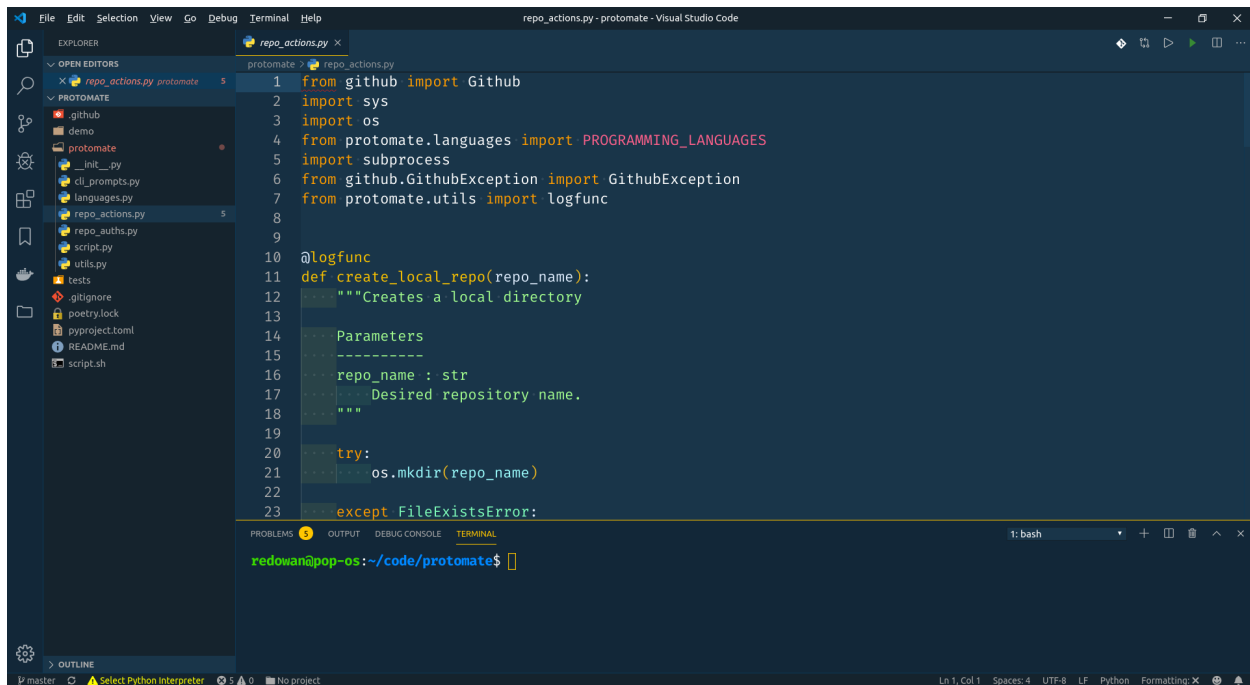 File Edit Selection View Go Debug Terminal Help
repo_actions.py - protomate - Visual Studio Code
EXPLORER
OPEN EDITORS
repo_actions.py protomate 5
PROTOMATE
.github
demo
protomate
__init__.py
cli_prompts.py
languages.py
repo_actions.py 5
repo_auths.py
script.py
utils.py
tests
.gitignore
poetry.lock
pyproject.toml
README.md
script.sh
OUTLINE
repo_actions.py
protomate > repo_actions.py
1 from github import Github
2 import sys
3 import os
4 from protomate.languages import PROGRAMMING_LANGUAGES
5 import subprocess
6 from github.GithubException import GithubException
7 from protomate.utils import logfunc
8
9
10 @logfunc
11 def create_local_repo(repo_name):
12 """Creates a local directory
13
14 Parameters
15 ----------
16 repo_name : str
17 Desired repository name.
18 """
19
20 try:
21 os.mkdir(repo_name)
22
23 except FileExistsError:
PROBLEMS 5 OUTPUT DEBUG CONSOLE TERMINAL
1: bash
redowan@pop-os:~/code/protomate$
master Select Python Interpreter 5 0 No project
Ln 1, Col 1 Spaces: 4 UTF-8 LF Python Formatting: ✕